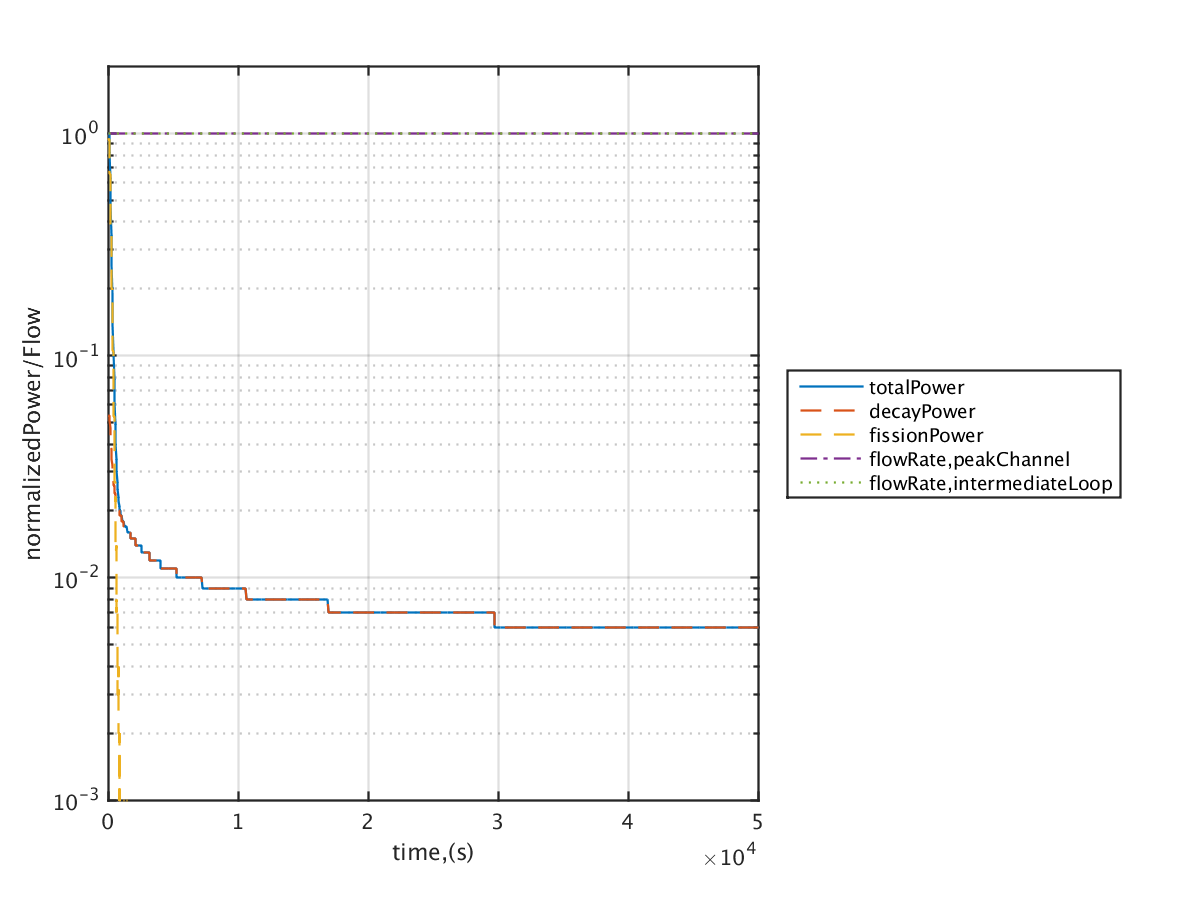 10^0
10^-1
10^-2
10^-3
normalizedPower/Flow
0 1 2 3 4 5
time,(s)
×10^4
totalPower
decayPower
fissionPower
flowRate,peakChannel
flowRate,intermediateLoop